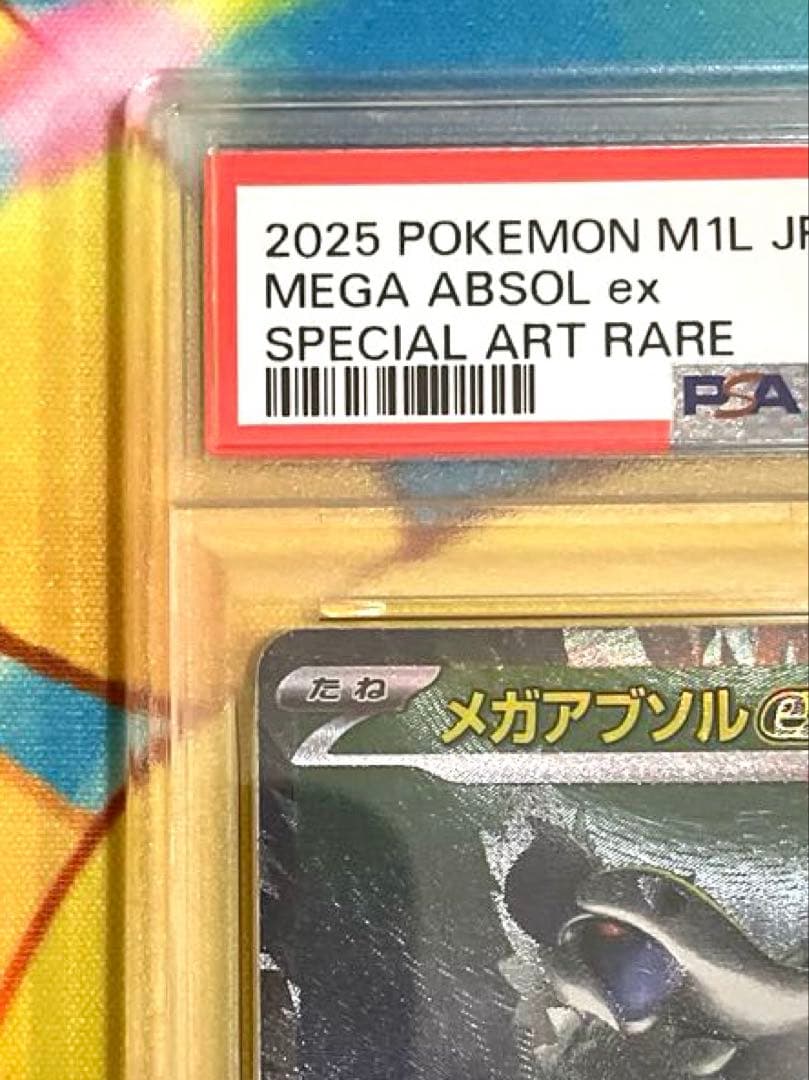 2025 POKEMON M1L JP
MEGA ABSOL ex
SPECIAL ART RARE
PSA
たね
メガアブソルe